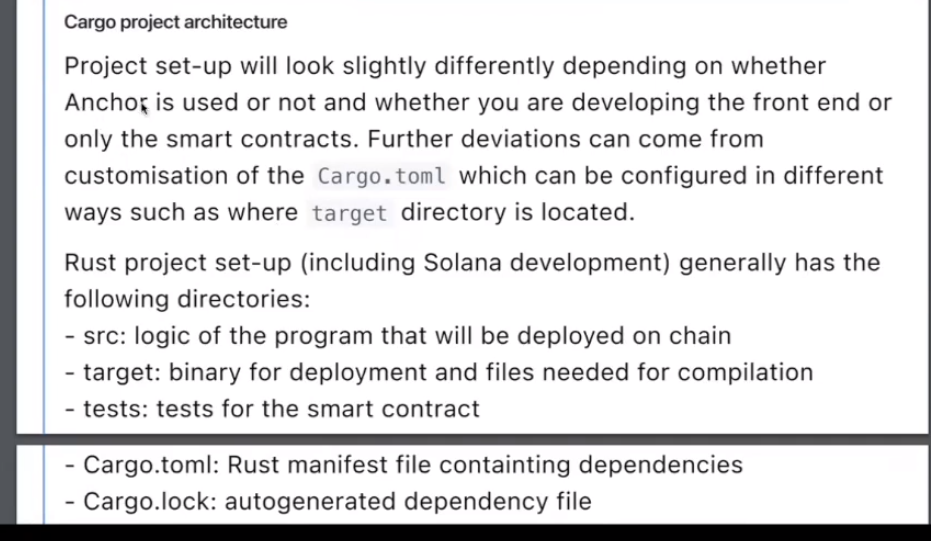 Cargo project architecture
Project set-up will look slightly differently depending on whether
Anchor is used or not and whether you are developing the front end or
only the smart contracts. Further deviations can come from
customisation of the Cargo.toml which can be configured in different
ways such as where target directory is located.
Rust project set-up (including Solana development) generally has the
following directories:
- src: logic of the program that will be deployed on chain
- target: binary for deployment and files needed for compilation
- tests: tests for the smart contract
- Cargo.toml: Rust manifest file containting dependencies
- Cargo.lock: autogenerated dependency file